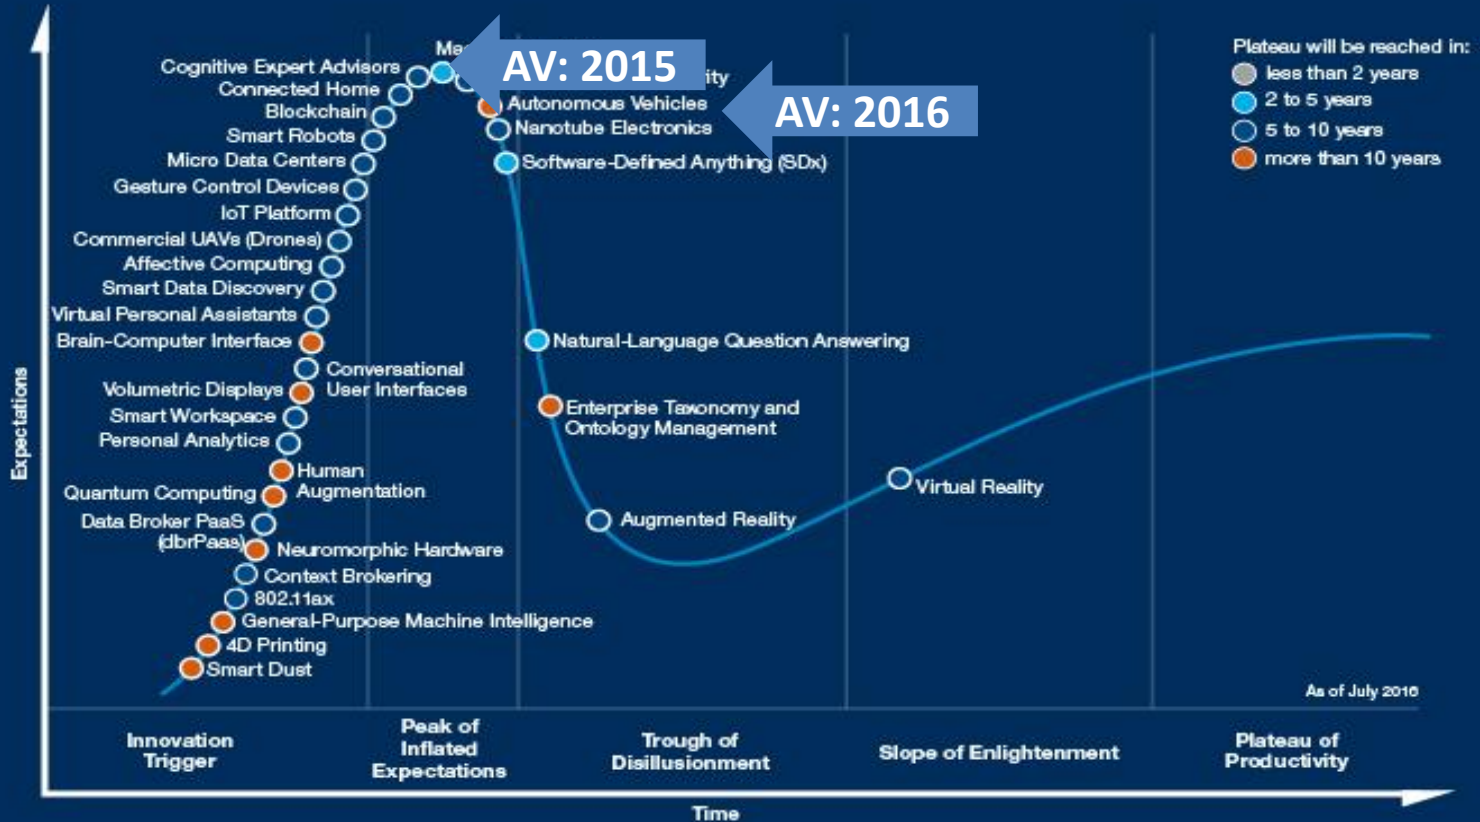 Plateau will be reached in:
less than 2 years
2 to 5 years
5 to 10 years
more than 10 years
AV: 2015
AV: 2016
Cognitive Expert Advisors
Connected Home
Blockchain
Smart Robots
Micro Data Centers
Gesture Control Devices
IoT Platform
Commercial UAVs (Drones)
Affective Computing
Smart Data Discovery
Virtual Personal Assistants
Brain-Computer Interface
Conversational
User Interfaces
Volumetric Displays
Smart Workspace
Personal Analytics
Human
Augmentation
Quantum Computing
Data Broker PaaS
(dbrPaas)
Neuromorphic Hardware
Context Brokering
802.11ax
General-Purpose Machine Intelligence
4D Printing
Smart Dust
Autonomous Vehicles
Nanotube Electronics
Software-Defined Anything (SDx)
Natural-Language Question Answering
Enterprise Taxonomy and
Ontology Management
Augmented Reality
Virtual Reality
Expectations
As of July 2016
Innovation
Trigger
Peak of
Inflated
Expectations
Trough of
Disillusionment
Slope of Enlightenment
Plateau of
Productivity
Time